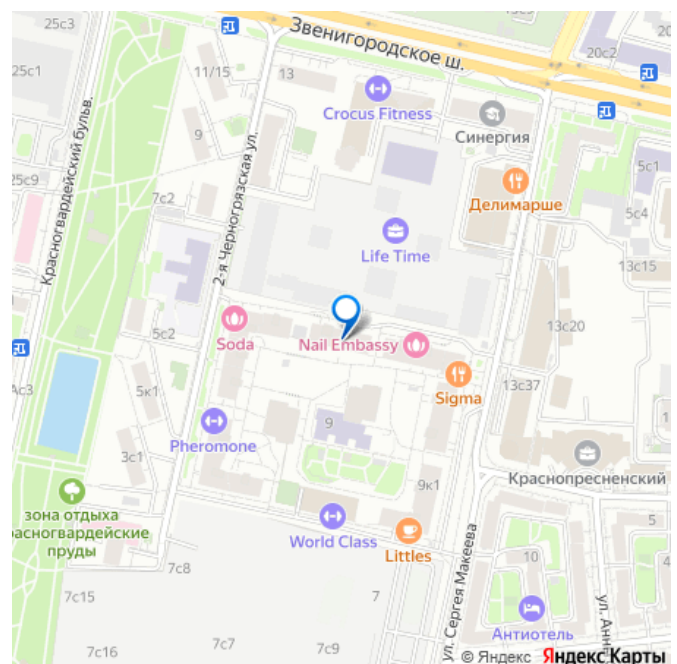 25с3
Звенигородское ш.
20с2
25с1
11/15
13
Crocus Fitness
Синергия
9
5с1
25с9
7с2
Делимарше
5с4
Красногвардейский бульв.
2-я Черногрязская ул.
Life Time
13с15
5с2
13с20
Soda
Nail Embassy
Sigma
13с37
5к1
9
Pheromone
3с1
9к1
Краснопресненский
зона отдыха
красногвардейские
пруды
World Class
Littles
5
10
7с8
7с15
7
ул. Сергея Макеева
Антиотель
7с16
7с7
7с9
© Яндекс Яндекс Карты